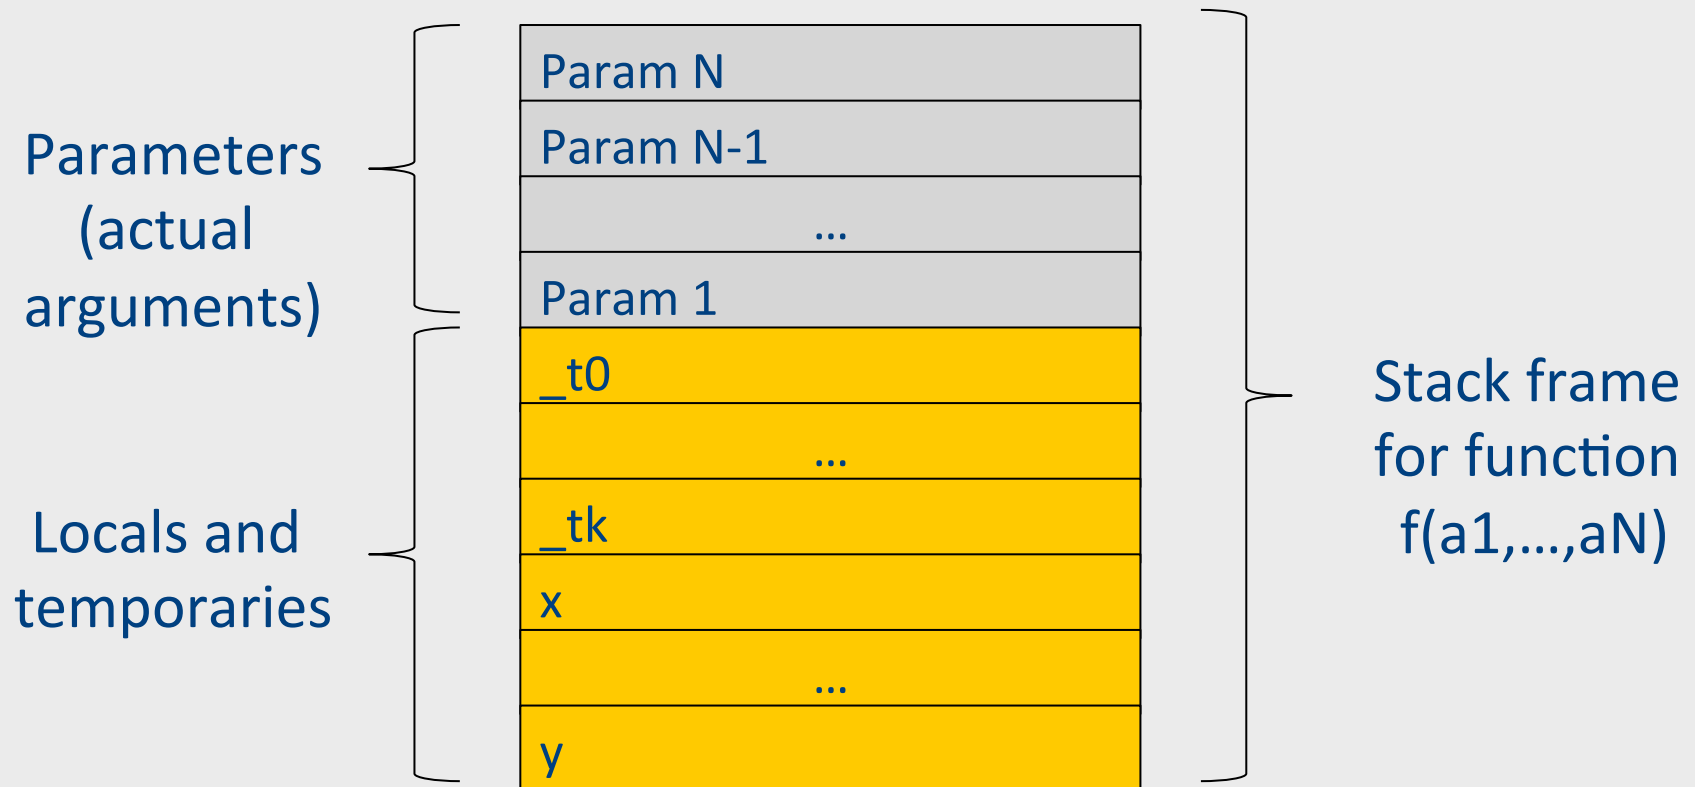 Parameters
(actual
arguments)
Param N
Param N-1
…
Param 1
_t0
…
_tk
x
…
y
Locals and
temporaries
Stack frame
for function
f(a1,…,aN)